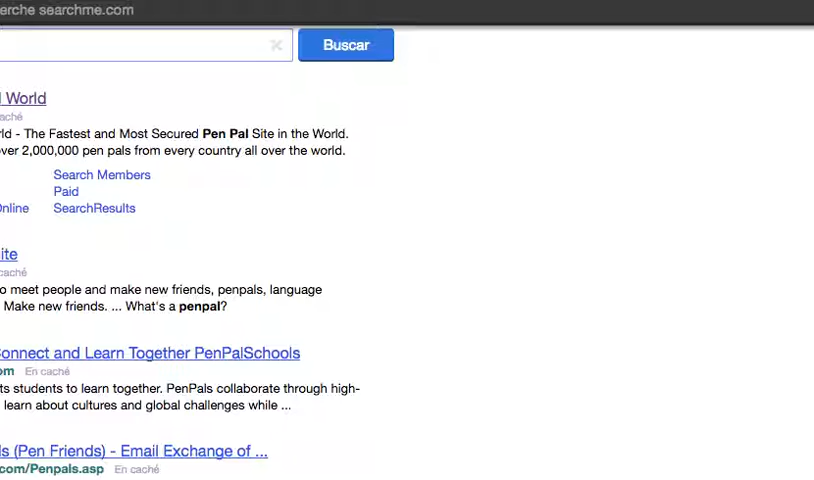 erche searchme.com
Buscar
World
caché
rld - The Fastest and Most Secured Pen Pal Site in the World.
over 2,000,000 pen pals from every country all over the world.
Search Members
Paid
Online SearchResults
ite
caché
o meet people and make new friends, penpals, language
Make new friends. ... What's a penpal?
Connect and Learn Together PenPalSchools
om En caché
ts students to learn together. PenPals collaborate through high-
learn about cultures and global challenges while ...
ls (Pen Friends) - Email Exchange of ...
com/Penpals.asp En caché